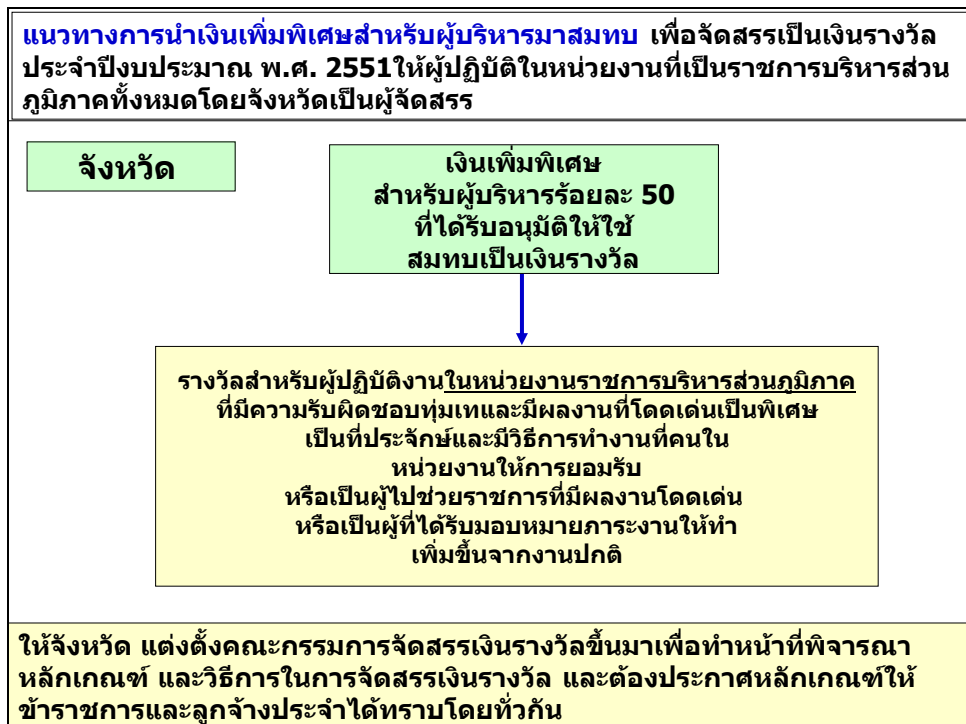 แนวทางการนำเงินเพิ่มพิเศษสำหรับผู้บริหารมาสมทบ เพื่อจัดสรรเป็นเงินรางวัล
ประจำปีงบประมาณ พ.ศ. 2551ให้ผู้ปฏิบัติในหน่วยงานที่เป็นราชการบริหารส่วน
ภูมิภาคทั้งหมดโดยจังหวัดเป็นผู้จัดสรร
จังหวัด
เงินเพิ่มพิเศษ
สำหรับผู้บริหารร้อยละ 50
ที่ได้รับอนุมัติให้ใช้
สมทบเป็นเงินรางวัล
รางวัลสำหรับผู้ปฏิบัติงานในหน่วยงานราชการบริหารส่วนภูมิภาค
ที่มีความรับผิดชอบทุ่มเทและมีผลงานที่โดดเด่นเป็นพิเศษ
เป็นที่ประจักษ์และมีวิธีการทำงานที่คนใน
หน่วยงานให้การยอมรับ
หรือเป็นผู้ไปช่วยราชการที่มีผลงานโดดเด่น
หรือเป็นผู้ที่ได้รับมอบหมายภาระงานให้ทำ
เพิ่มขึ้นจากงานปกติ
ให้จังหวัด แต่งตั้งคณะกรรมการจัดสรรเงินรางวัลขึ้นมาเพื่อทำหน้าที่พิจารณา
หลักเกณฑ์ และวิธีการในการจัดสรรเงินรางวัล และต้องประกาศหลักเกณฑ์ให้
ข้าราชการและลูกจ้างประจำได้ทราบโดยทั่วกัน